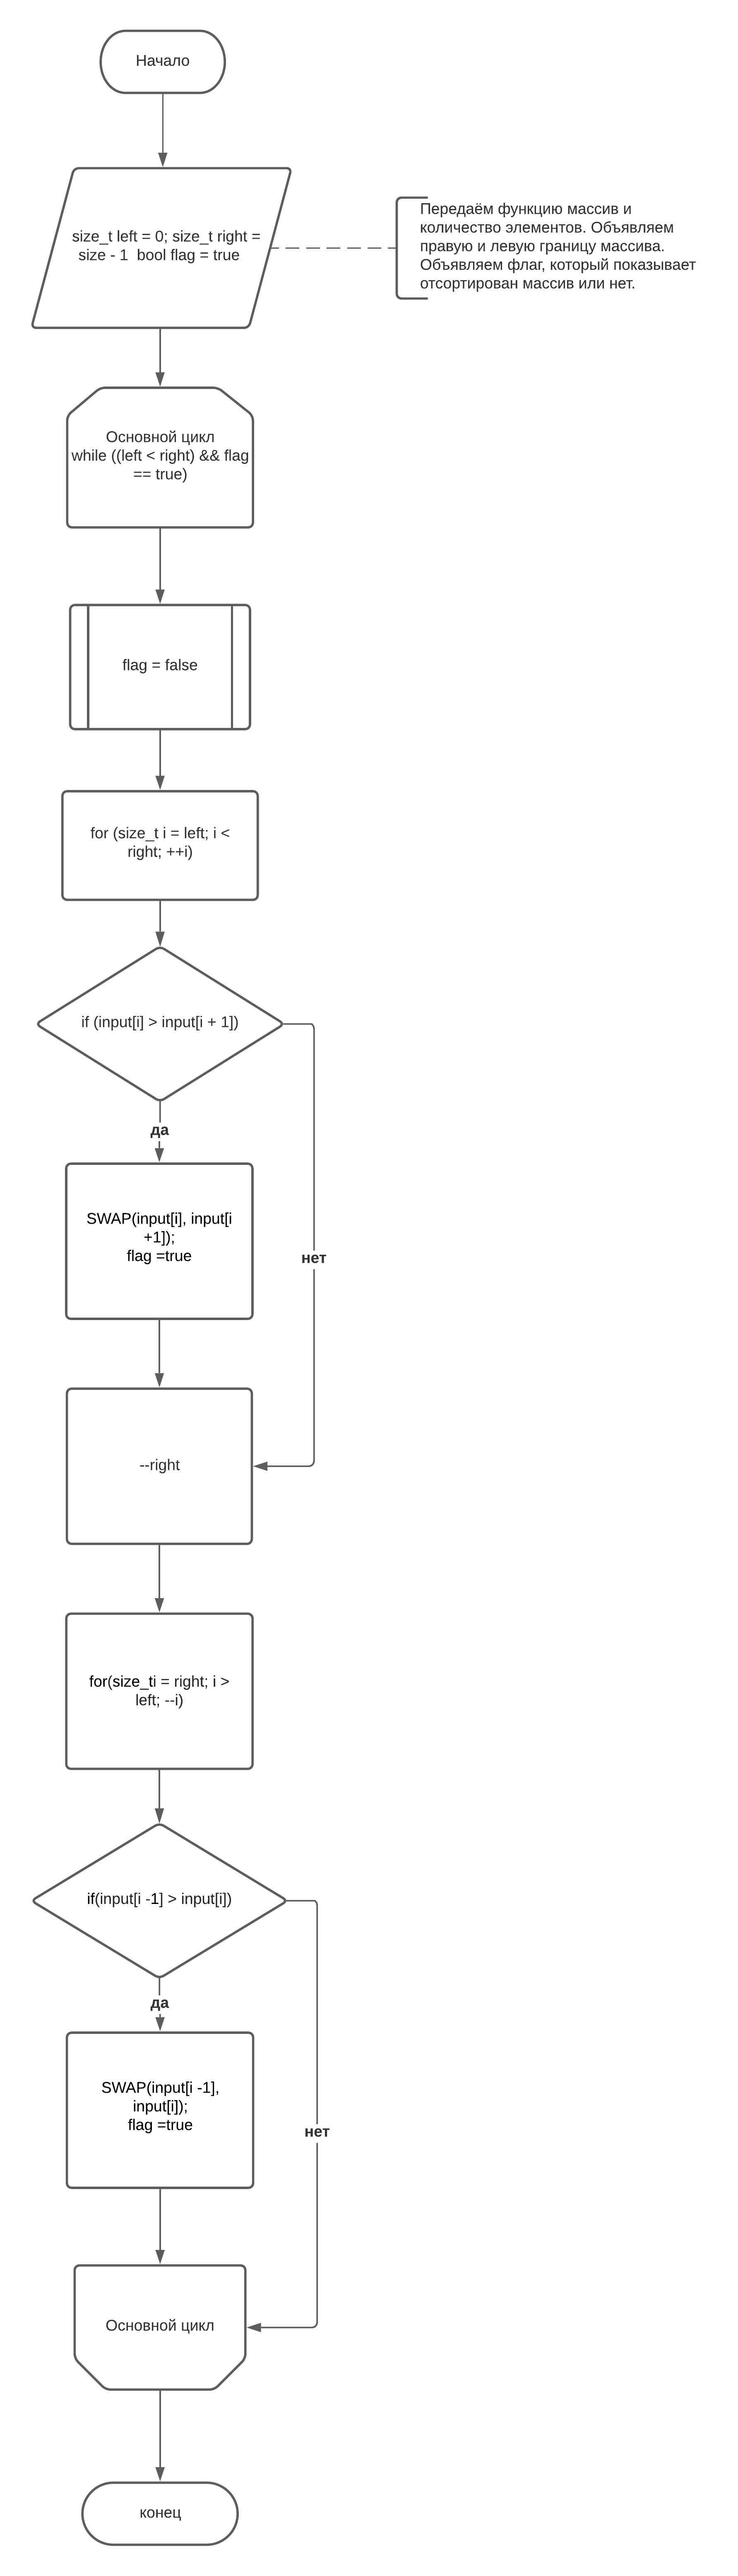 Начало
size_t left = 0; size_t right =
size - 1  bool flag = true
Передаём функцию массив и
количество элементов. Объявляем
правую и левую границу массива.
Объявляем флаг, который показывает
отсортирован массив или нет.
Основной цикл
while ((left < right) && flag
== true)
flag = false
for (size_t i = left; i <
right; ++i)
if (input[i] > input[i + 1])
да
SWAP(input[i], input[i
+1]);
flag =true
нет
--right
for(size_ti = right; i >
left; --i)
if(input[i -1] > input[i])
да
SWAP(input[i -1],
input[i]);
flag =true
нет
Основной цикл
конец